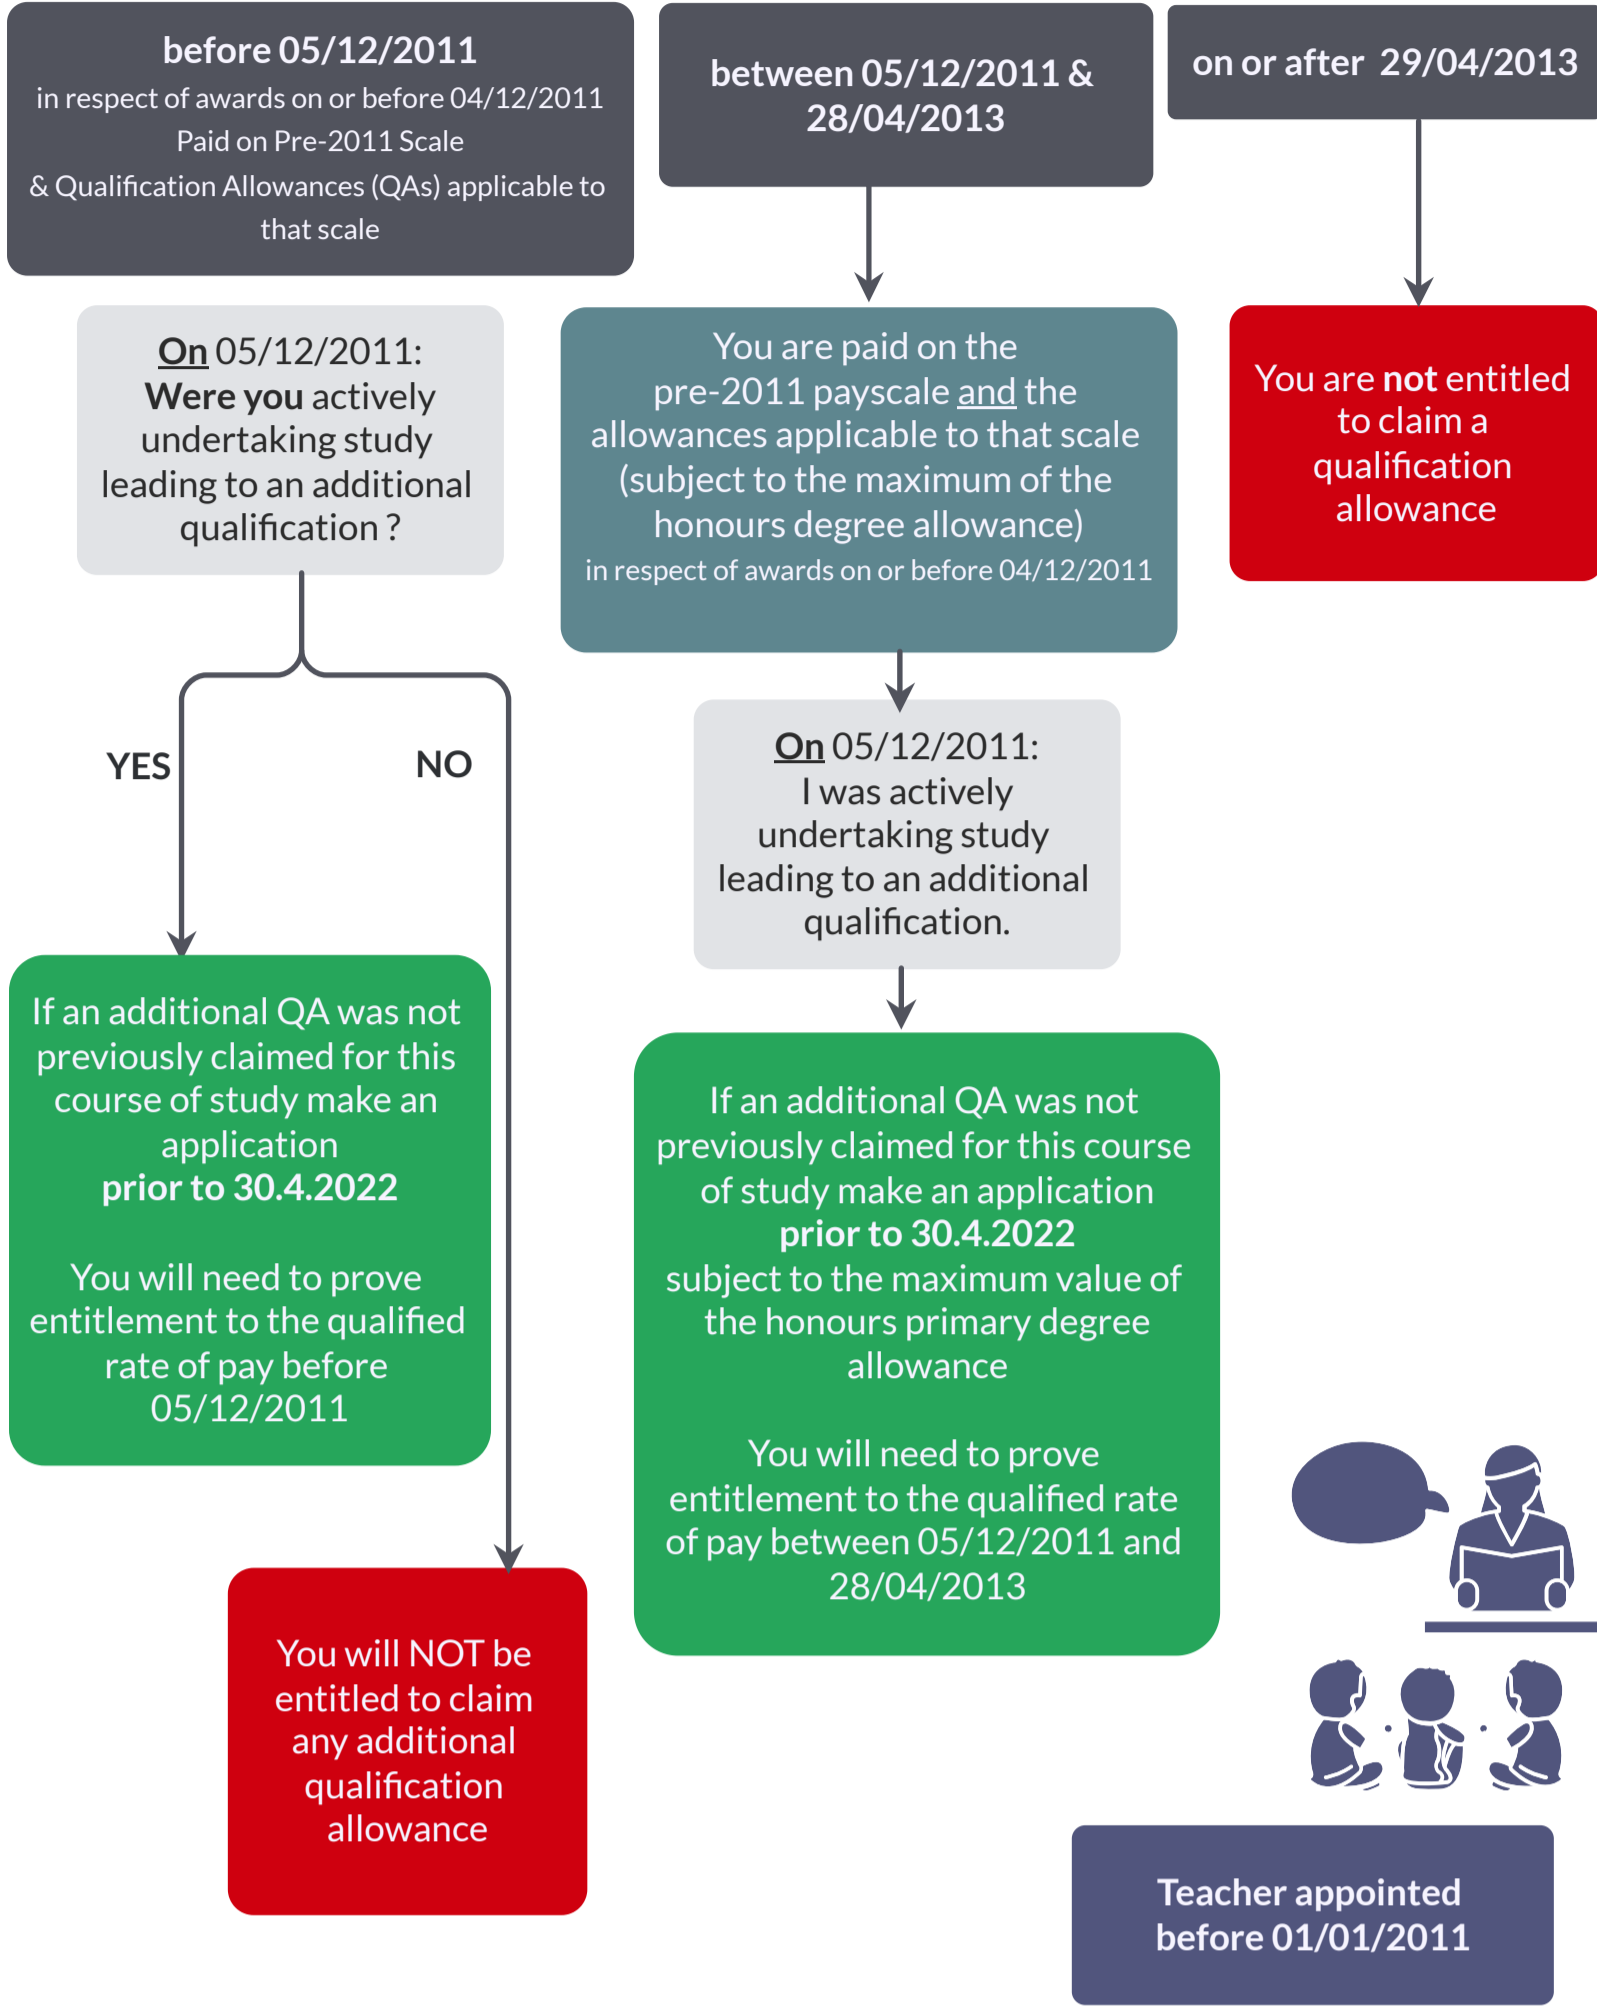 before 05/12/2011
in respect of awards on or before 04/12/2011
Paid on Pre-2011 Scale
& Qualification Allowances (QAs) applicable to
that scale
between 05/12/2011 &
28/04/2013
on or after 29/04/2013
On 05/12/2011:
Were you actively
undertaking study
leading to an additional
qualification ?
You are paid on the
pre-2011 payscale and the
allowances applicable to that scale
(subject to the maximum of the
honours degree allowance)
in respect of awards on or before 04/12/2011
You are not entitled
to claim a
qualification
allowance
YES
NO
On 05/12/2011:
I was actively
undertaking study
leading to an additional
qualification.
If an additional QA was not
previously claimed for this
course of study make an
application
prior to 30.4.2022
You will need to prove
entitlement to the qualified
rate of pay before
05/12/2011
If an additional QA was not
previously claimed for this course
of study make an application
prior to 30.4.2022
subject to the maximum value of
the honours primary degree
allowance
You will need to prove
entitlement to the qualified rate
of pay between 05/12/2011 and
28/04/2013
You will NOT be
entitled to claim
any additional
qualification
allowance
Teacher appointed
before 01/01/2011